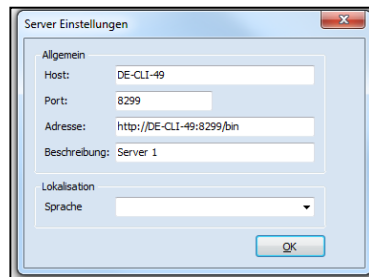 Server Einstellungen
Allgemein
Host: DE-CLI-49
Port: 8299
Adresse: http://DE-CLI-49:8299/bin
Beschreibung: Server 1
Lokalisation
Sprache
OK